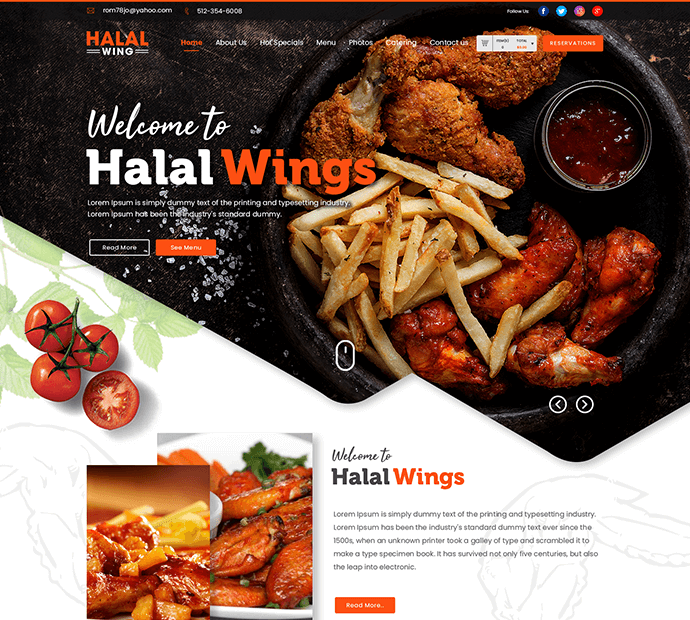 rom78jo@yahoo.com 512-354-6008 Follow Us:
HALAL
WING
Home About Us Hot Specials Menu Photos Catering Contact us
ITEM(S) TOTAL
0
RESERVATIONS
Welcome to
Halal Wings
Lorem Ipsum is simply dummy text of the printing and typesetting industry.
Lorem Ipsum has been the industry's standard dummy.
Read More See Menu
Welcome to
Halal Wings
Lorem Ipsum is simply dummy text of the printing and typesetting industry.
Lorem Ipsum has been the industry's standard dummy text ever since the
1500s, when an unknown printer took a galley of type and scrambled it to
make a type specimen book. It has survived not only five centuries, but also
the leap into electronic.
Read More..